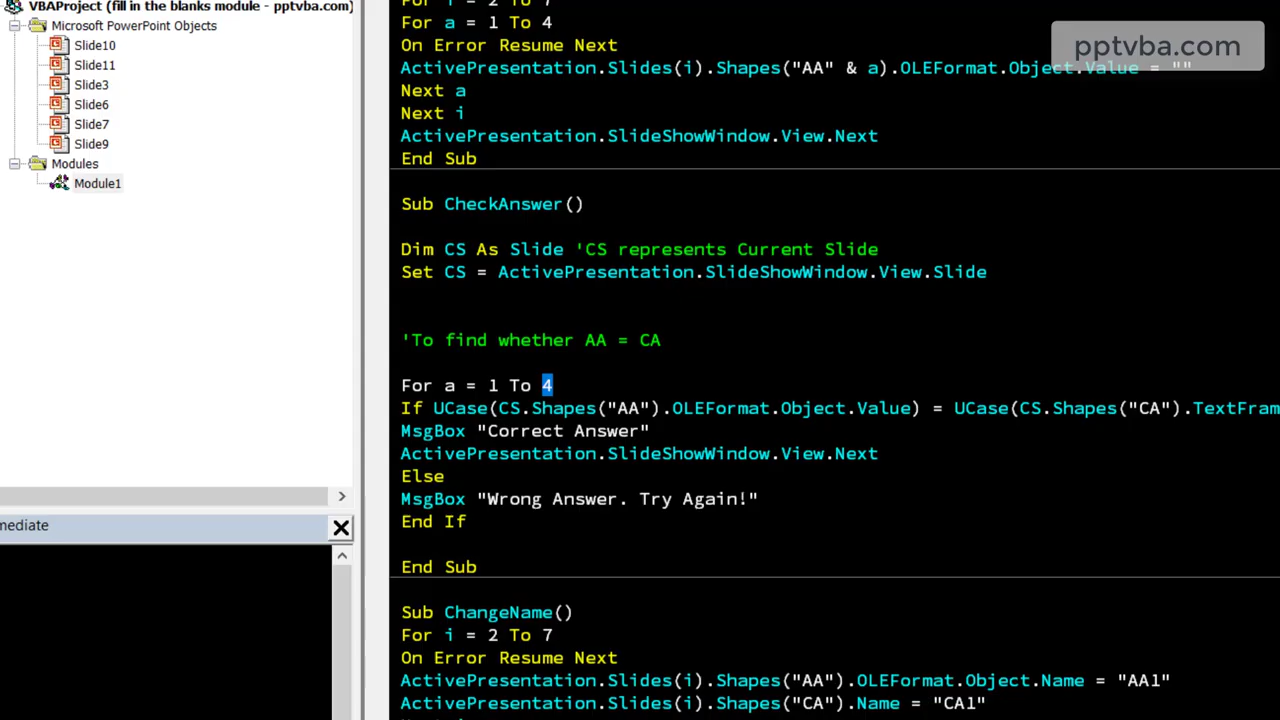 VBAProject (fill in the blanks module - pptvba.com)
Microsoft PowerPoint Objects
Slide10
Slide11
Slide3
Slide6
Slide7
Slide9
Modules
Module1
mediate
pptvba.com
For i = 2 To 7
For a = 1 To 4
On Error Resume Next
ActivePresentation.Slides(i).Shapes("AA" & a).OLEFormat.Object.Value = ""
Next a
Next i
ActivePresentation.SlideShowWindow.View.Next
End Sub
Sub CheckAnswer()
Dim CS As Slide 'CS represents Current Slide
Set CS = ActivePresentation.SlideShowWindow.View.Slide
'To find whether AA = CA
For a = 1 To 4
If UCase(CS.Shapes("AA").OLEFormat.Object.Value) = UCase(CS.Shapes("CA").TextFram
MsgBox "Correct Answer"
ActivePresentation.SlideShowWindow.View.Next
Else
MsgBox "Wrong Answer. Try Again!"
End If
End Sub
Sub ChangeName()
For i = 2 To 7
On Error Resume Next
ActivePresentation.Slides(i).Shapes("AA").OLEFormat.Object.Name = "AA1"
ActivePresentation.Slides(i).Shapes("CA").Name = "CA1"